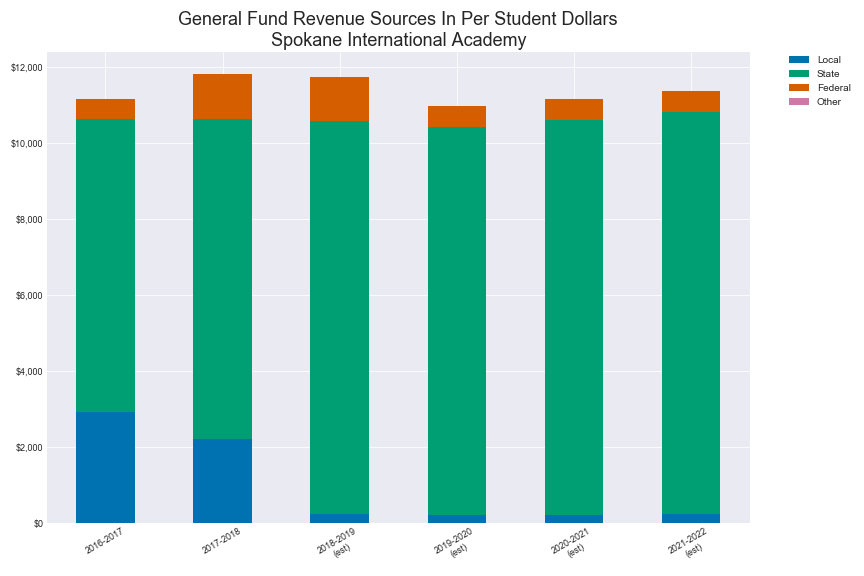 General Fund Revenue Sources In Per Student Dollars
Spokane International Academy
Local
State
Federal
Other
$12,000
$10,000
$8,000
$6,000
$4,000
$2,000
$0
2016-2017
2017-2018
2018-2019
(est)
2019-2020
(est)
2020-2021
(est)
2021-2022
(est)